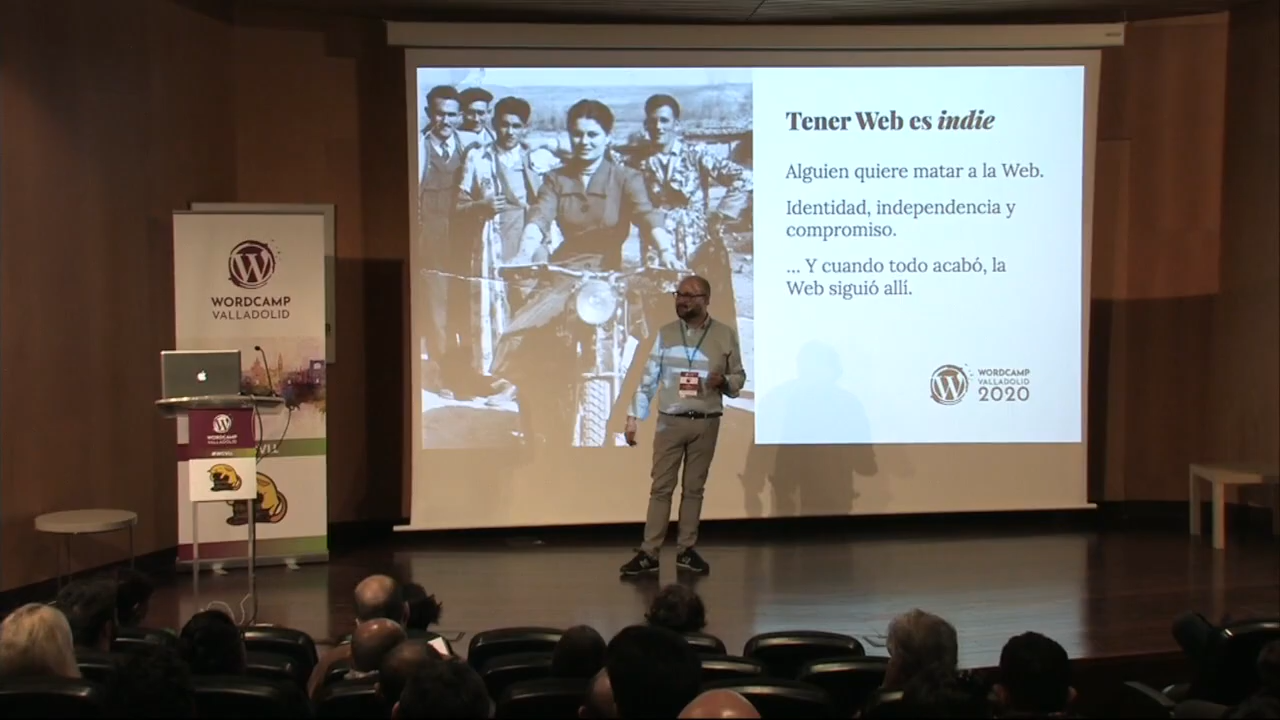 Tener Web es indie
Alguien quiere matar a la Web.
Identidad, independencia y
compromiso.
... Y cuando todo acabó, la
Web siguió allí.
WORDCAMP
VALLADOLID
2020
WORDCAMP
VALLADOLID
WORDCAMP
VALLADOLID